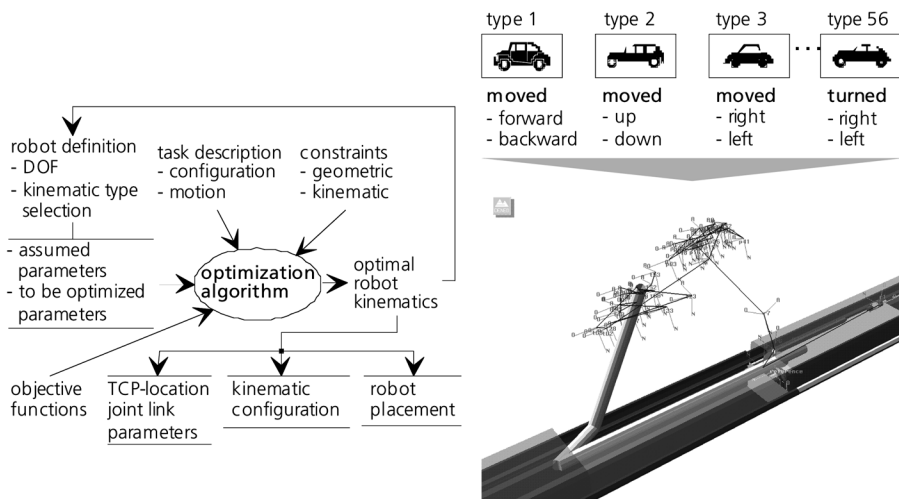 robot definition
- DOF
- kinematic type
selection
- assumed
parameters
- to be optimized
parameters
task description
- configuration
- motion
constraints
- geometric
- kinematic
optimization
algorithm
optimal
robot
kinematics
objective
functions
TCP-location
joint link
parameters
kinematic
configuration
robot
placement
type 1
moved
- forward
- backward
type 2
moved
- up
- down
type 3
moved
- right
- left
...
type 56
turned
- right
- left